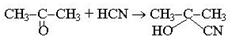 CH₃–C–CH₃ + HCN → CH₃–C–CH₃
O HO CN